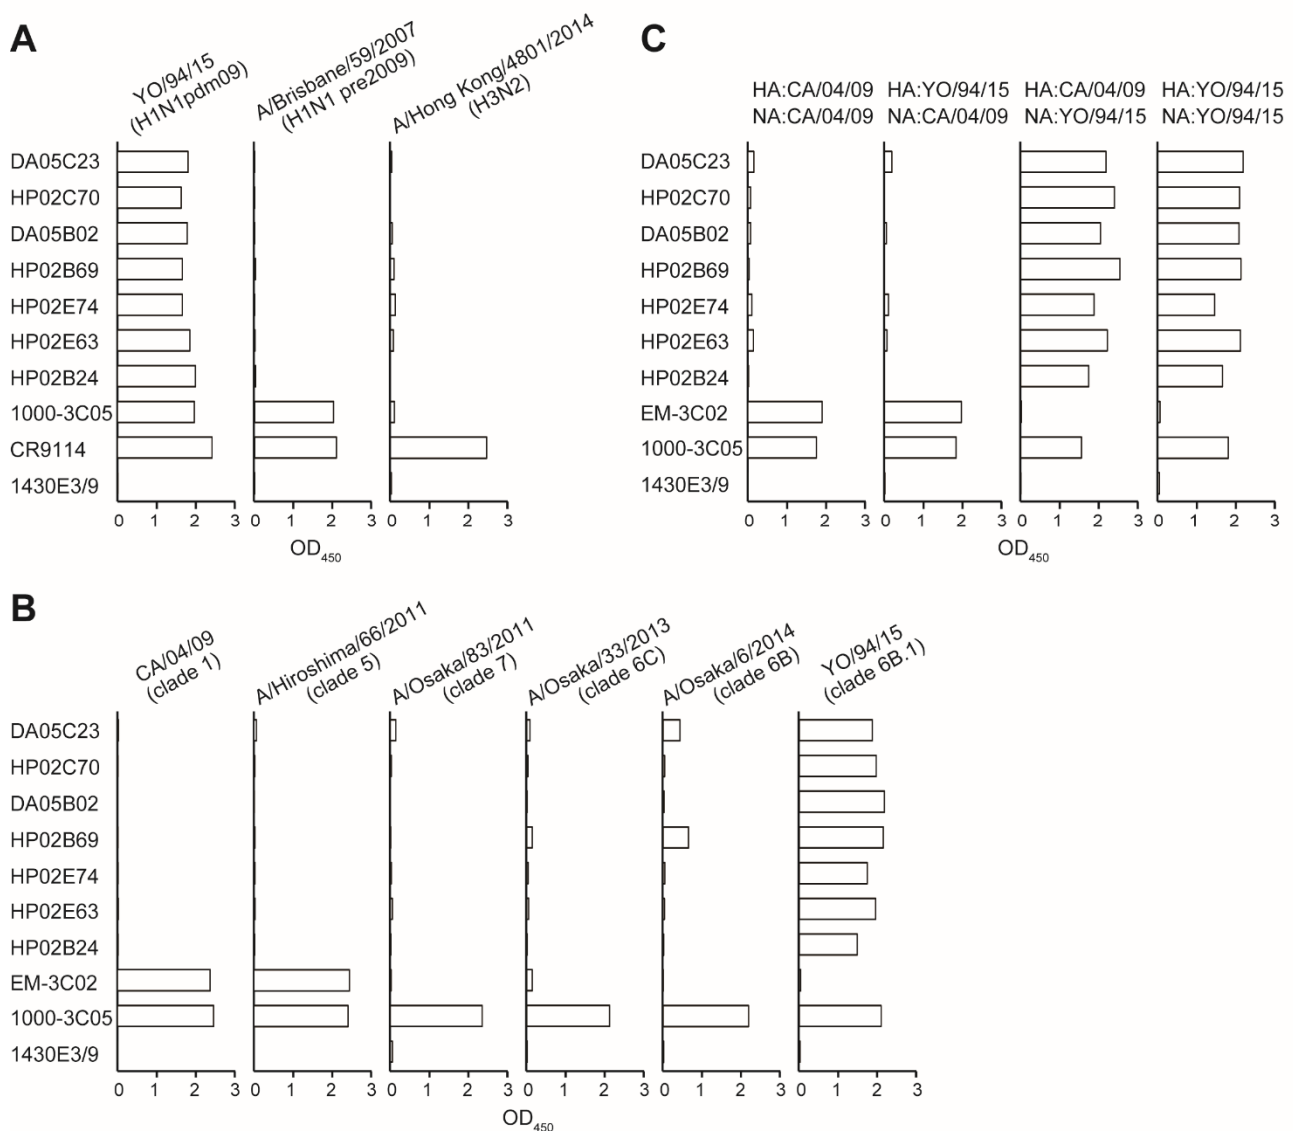 A
YO/94/15
(H1N1pdm09)
A/Brisbane/59/2007
(H1N1 pre2009)
A/Hong Kong/4801/2014
(H3N2)
DA05C23
HP02C70
DA05B02
HP02B69
HP02E74
HP02E63
HP02B24
1000-3C05
CR9114
1430E3/9
0 1 2 3 0 1 2 3 0 1 2 3
OD450
C
HA:CA/04/09 HA:YO/94/15 HA:CA/04/09 HA:YO/94/15
NA:CA/04/09 NA:CA/04/09 NA:YO/94/15 NA:YO/94/15
DA05C23
HP02C70
DA05B02
HP02B69
HP02E74
HP02E63
HP02B24
EM-3C02
1000-3C05
1430E3/9
0 1 2 3 0 1 2 3 0 1 2 3 0 1 2 3
OD450
B
CA/04/09
(clade 1)
A/Hiroshima/66/2011
(clade 5)
A/Osaka/83/2011
(clade 7)
A/Osaka/33/2013
(clade 6C)
A/Osaka/6/2014
(clade 6B)
YO/94/15
(clade 6B.1)
DA05C23
HP02C70
DA05B02
HP02B69
HP02E74
HP02E63
HP02B24
EM-3C02
1000-3C05
1430E3/9
0 1 2 3 0 1 2 3 0 1 2 3 0 1 2 3 0 1 2 3 0 1 2 3
OD450